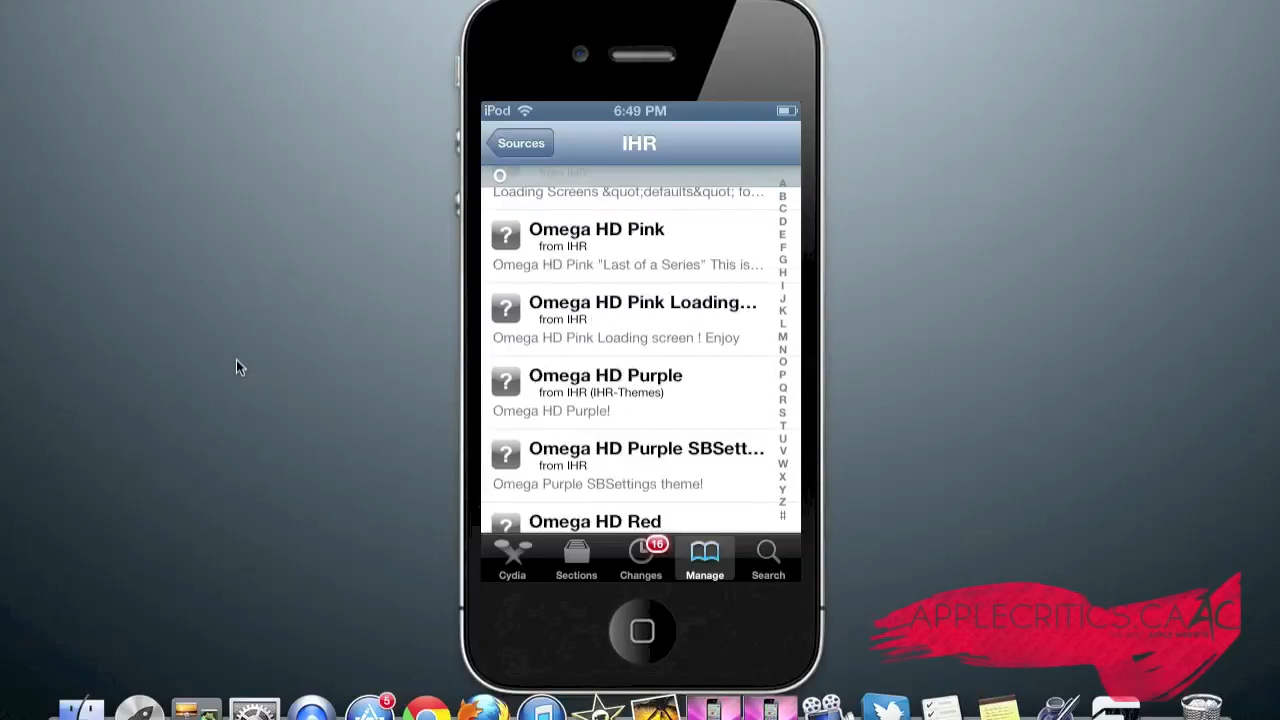 iPod 6:49 PM
Sources IHR
O
Loading Screens &quot;defaults&quot; fo...
Omega HD Pink
from IHR
Omega HD Pink "Last of a Series" This is...
Omega HD Pink Loading...
from IHR
Omega HD Pink Loading screen ! Enjoy
Omega HD Purple
from IHR (IHR-Themes)
Omega HD Purple!
Omega HD Purple SBSett...
from IHR
Omega Purple SBSettings theme!
Omega HD Red
A
B
C
D
E
F
G
H
I
J
K
L
M
N
O
P
Q
R
S
T
U
V
W
X
Y
Z
#
16
Cydia Sections Changes Manage Search
APPLECRITICS.CA AC
5